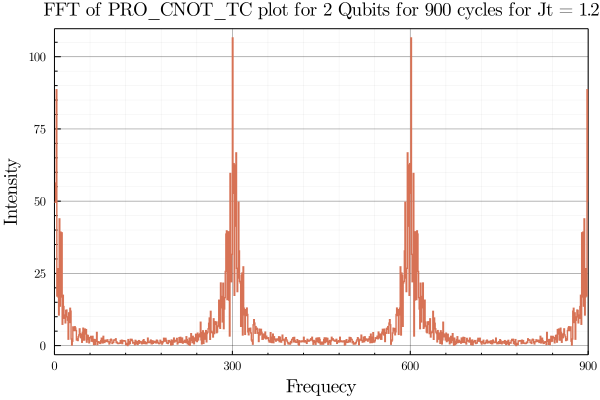 FFT of PRO_CNOT_TC plot for 2 Qubits for 900 cycles for Jt = 1.2
100
75
50
25
0
Intensity
0 300 600 900
Frequecy